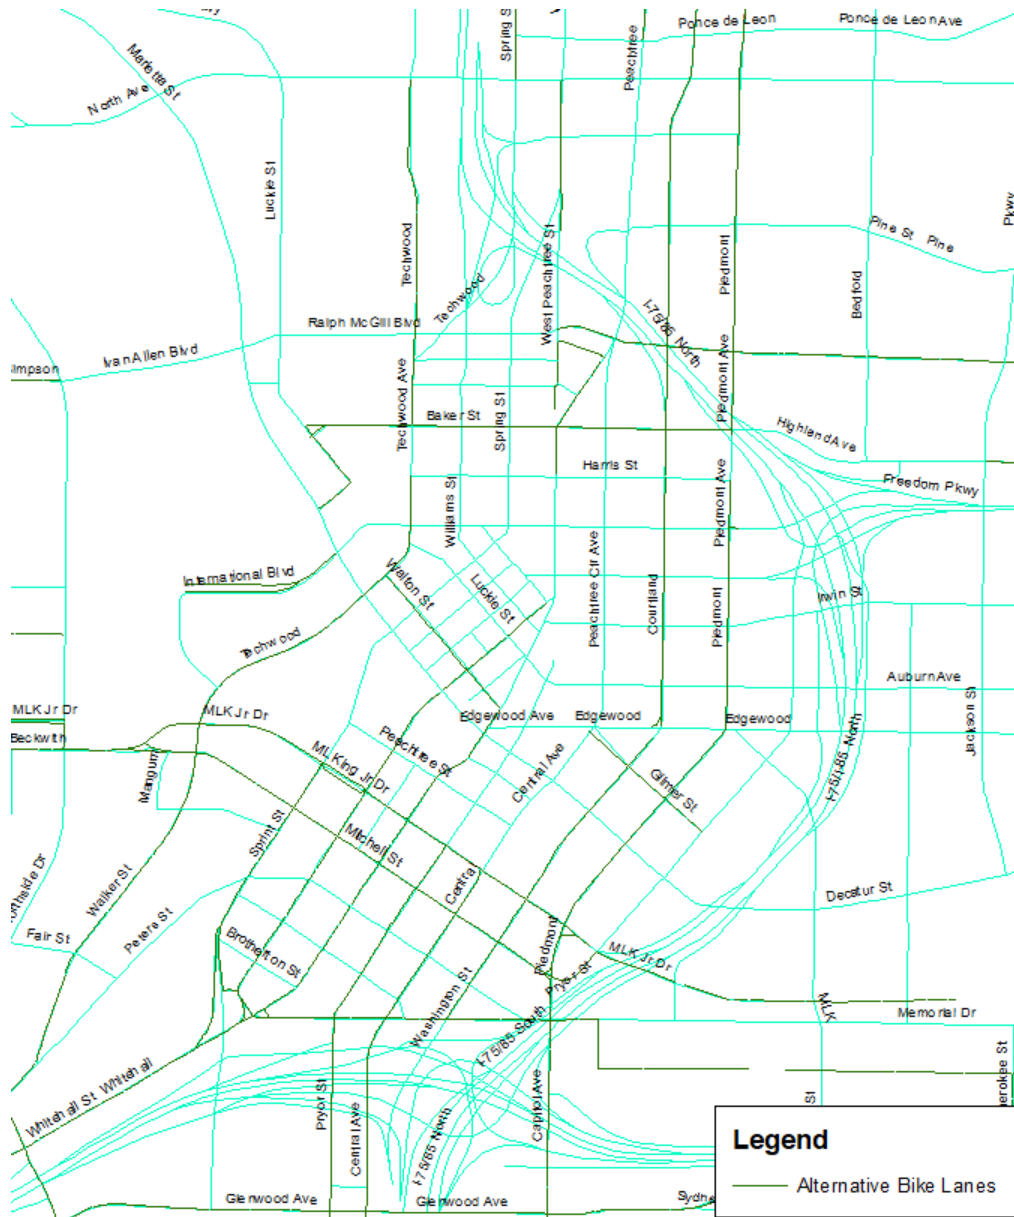 Ponce de Leon
Ponce de Leon Ave
Spring S
Peachtree
Marietta St
North Ave
Luckie St
Pkwy
Pine St Pine
Techwood
Techwood
West Peachtree St
Piedmont
Bedford
I-75/85 North
Ralph McGill Blvd
Ivan Allen Blvd
Simpson
Techwood Ave
Baker St
Spring St
Piedmont Ave
Highland Ave
Harris St
Freedom Pkwy
Williams St
Piedmont Ave
International Blvd
Walton St
Luckie St
Peachtree Ctr Ave
Courtland
Piedmont
Irwin St
Techwood
Auburn Ave
MLK Jr Dr
MLK Jr Dr
Edgewood Ave
Edgewood
Edgewood
Jackson St
Beckwith
Mangum
ML King Jr Dr
Peachtree St
Central Ave
Gilmer St
I-75/I-85 North
Sprint St
Mitchell St
Central
Decatur St
Walker St
Peters St
Fair St
Brotherton St
Piedmont
MLK Jr Dr
Pryor St
Washington St
I-75/85 South
MLK
Memorial Dr
Whitehall St Whitehall
Pryor St
Central Ave
I-75/85 North
Capitol Ave
St
erokee St
Glenwood Ave
Glenwood Ave
Sydne
Legend
Alternative Bike Lanes